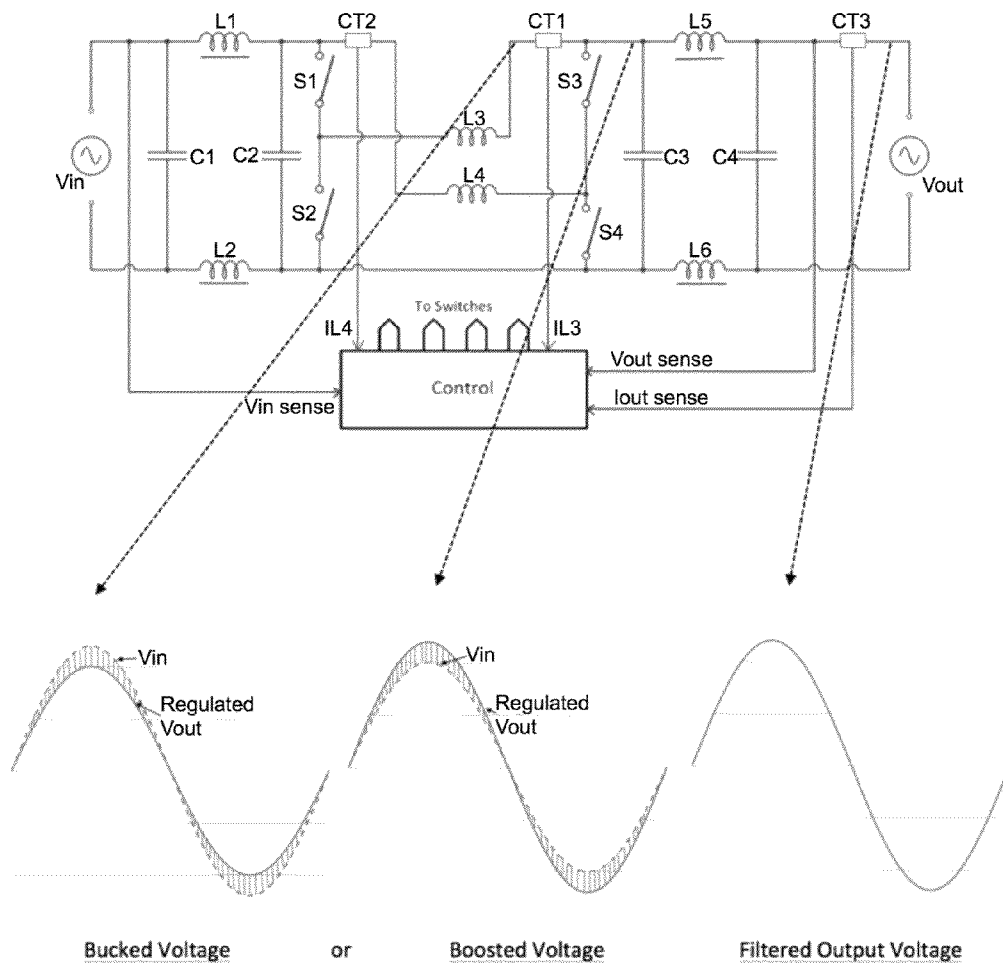 L1
CT2
CT1
L5
CT3
S1
S3
L3
Vin
C1
C2
L4
C3
C4
Vout
S2
S4
L2
L6
To Switches
IL4
IL3
Control
Vout sense
Vin sense
Iout sense
Vin
Regulated
Vout
Vin
Regulated
Vout
Bucked Voltage or Boosted Voltage Filtered Output Voltage